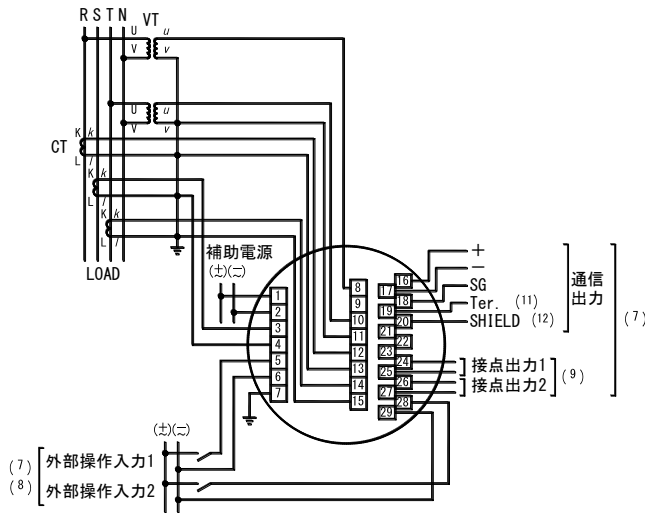 R S T N
VT
U u
V v
U u
V v
CT
K k
L l
K k
L l
K k
L l
LOAD
補助電源
(±)(−)
1
2
3
4
5
6
7
8
9
10
11
12
13
14
15
16
17
18
19
20
21
22
23
24
25
26
27
28
29
+
−
SG
Ter. (11)
SHIELD (12)
通信
出力
(7)
接点出力1
接点出力2
(9)
(±)(−)
(7)
(8)
外部操作入力1
外部操作入力2